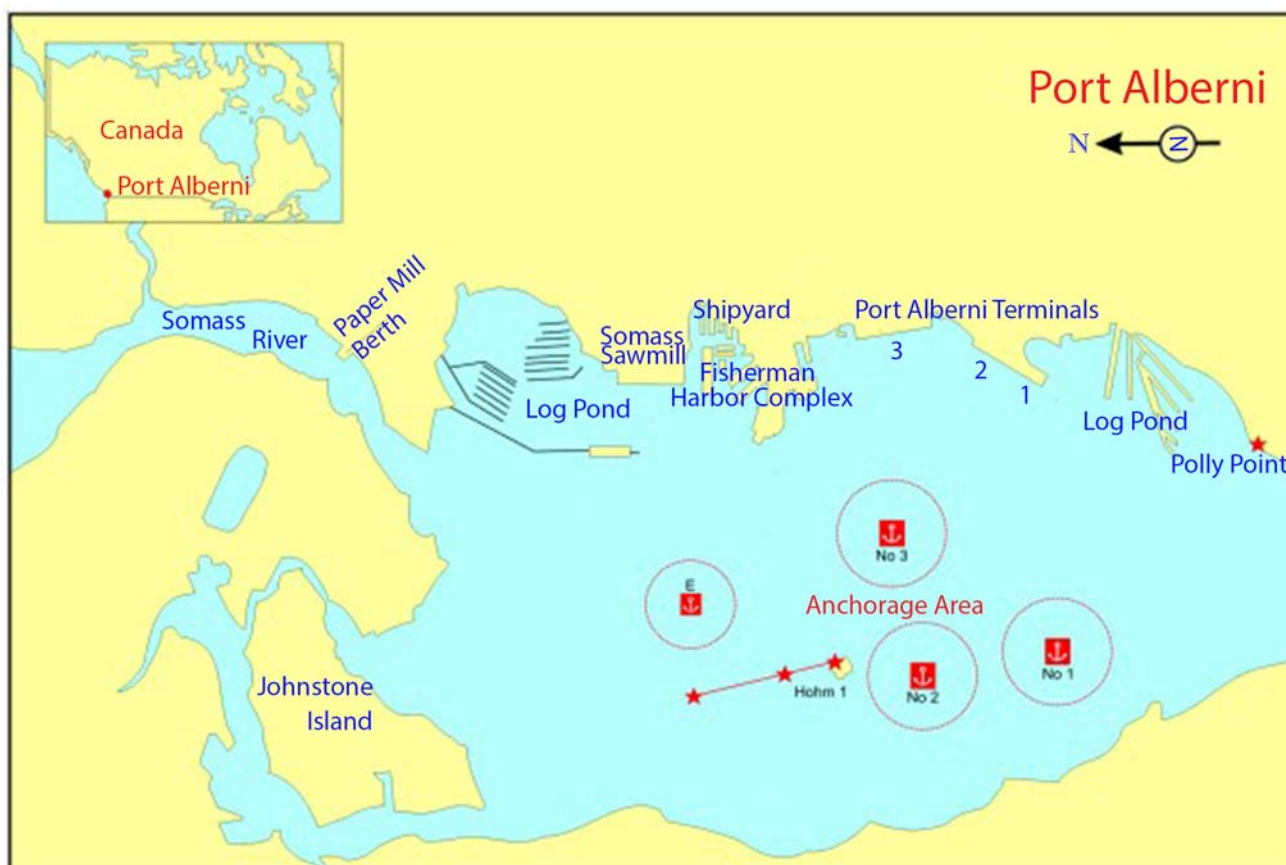 Port Alberni
N
N
Canada
Port Alberni
Somass
River
Paper Mill
Berth
Log Pond
Somass
Sawmill
Shipyard
Fisherman
Harbor Complex
Port Alberni Terminals
3
2
1
Log Pond
Polly Point
No 3
E
Anchorage Area
Hohm 1
No 2
No 1
Johnstone
Island